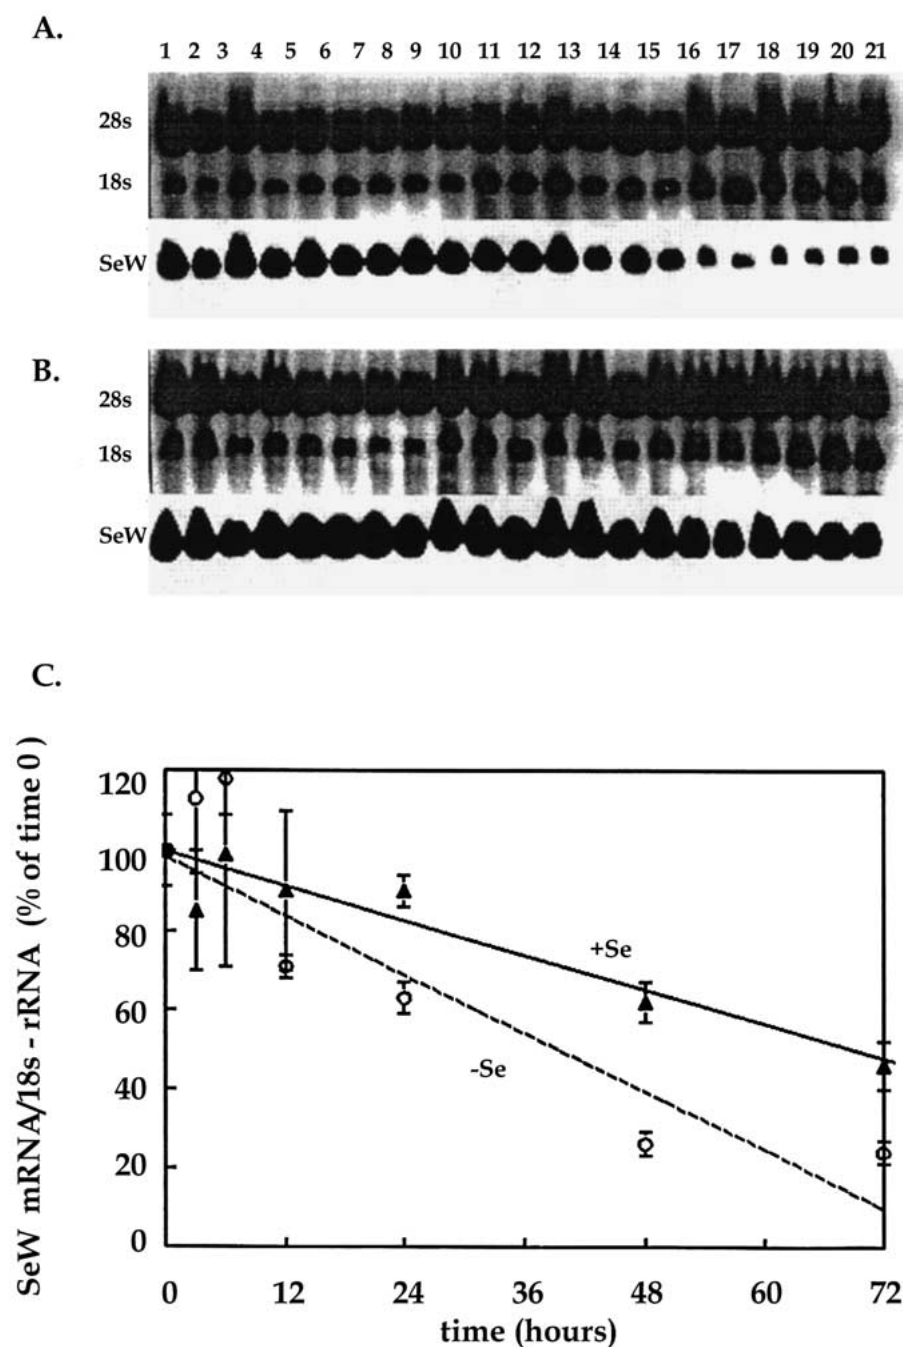 A.
1 2 3 4 5 6 7 8 9 10 11 12 13 14 15 16 17 18 19 20 21
28s
18s
SeW
B.
28s
18s
SeW
C.
SeW mRNA/18s - rRNA (% of time 0 )
120
100
80
60
40
20
0
+Se
-Se
0 12 24 36 48 60 72
time (hours)